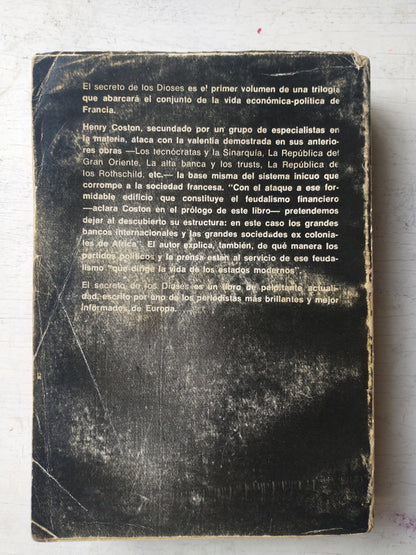 El secreto de los Dioses es el primer volumen de una trilogía
que abarcará el conjunto de la vida económica-política de
Francia.
Henry Coston, secundado por un grupo de especialistas en
la materia, ataca con la valentía demostrada en sus anterio-
res obras —Los tecnócratas y la Sinarquía, La República del
Gran Oriente, La alta banca y los trusts, La República de
los Rothschild, etc.— la base misma del sistema inicuo que
corrompe a la sociedad francesa. "Con el ataque a ese for-
midable edificio que constituye el feudalismo financiero
—aclara Coston en el prólogo de este libro— pretendemos
dejar al descubierto su estructura: en este caso los grandes
bancos internacionales y las grandes sociedades ex colonia-
les de Africa". El autor explica, también, de qué manera los
partidos políticos y la prensa están al servicio de ese feuda-
lismo "que dirige la vida de los estados modernos".
El secreto de los Dioses es un libro de palpitante actuali-
dad, escrito por uno de los periodistas más brillantes y mejor
informados de Europa.